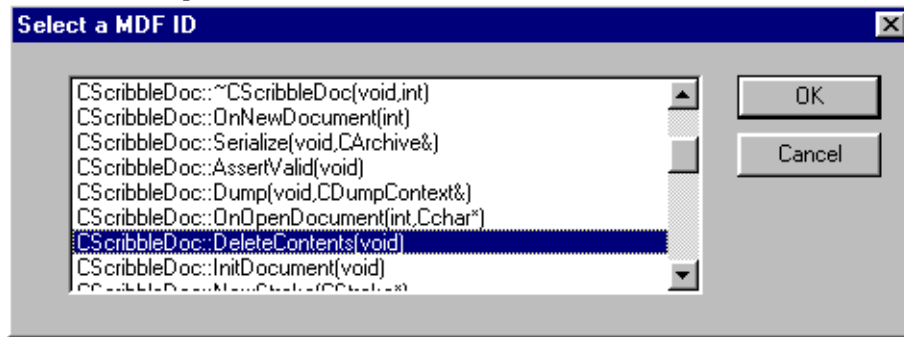 Select a MDF ID
CScribbleDoc::~CScribbleDoc(void,int)
OK
CScribbleDoc::OnNewDocument(int)
CScribbleDoc::Serialize(void,CArchive&)
Cancel
CScribbleDoc::AssertValid(void)
CScribbleDoc::Dump(void,CDumpContext&)
CScribbleDoc::OnOpenDocument(int,Cchar*)
CScribbleDoc::DeleteContents(void)
CScribbleDoc::InitDocument(void)